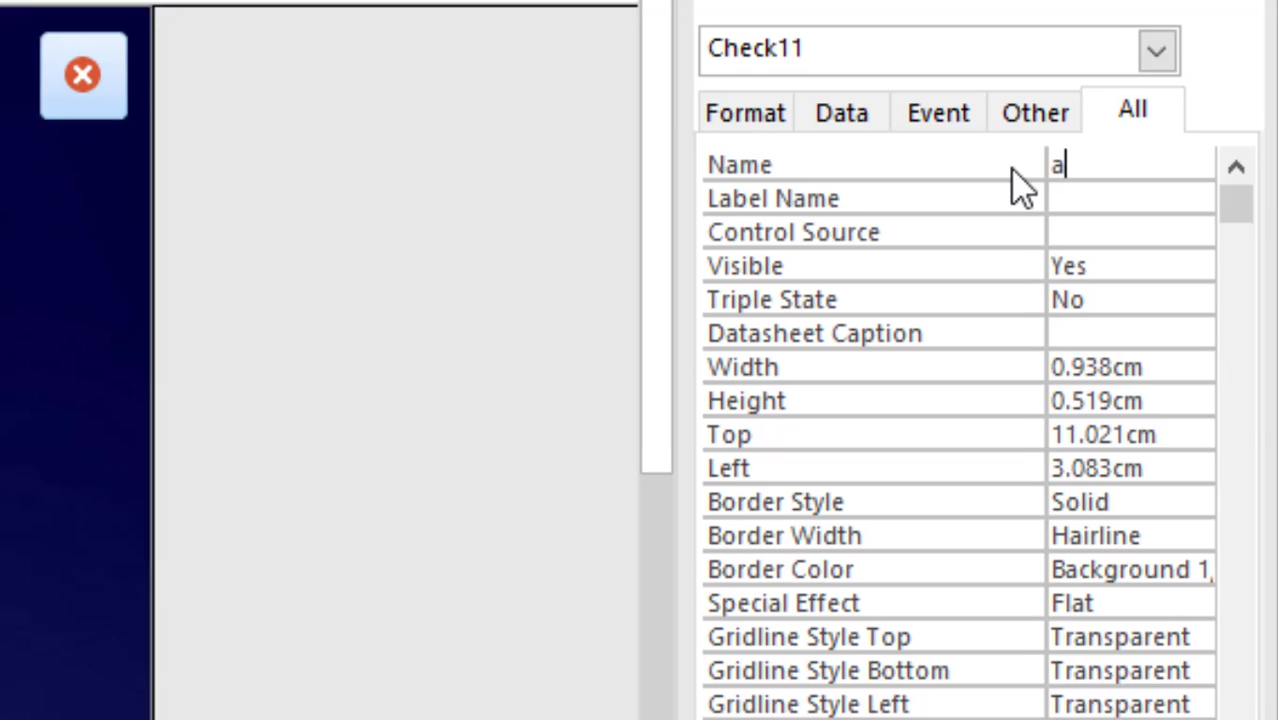 Check11
Format Data Event Other All
Name a
Label Name
Control Source
Visible Yes
Triple State No
Datasheet Caption
Width 0.938cm
Height 0.519cm
Top 11.021cm
Left 3.083cm
Border Style Solid
Border Width Hairline
Border Color Background 1,
Special Effect Flat
Gridline Style Top Transparent
Gridline Style Bottom Transparent
Gridline Style Left Transparent